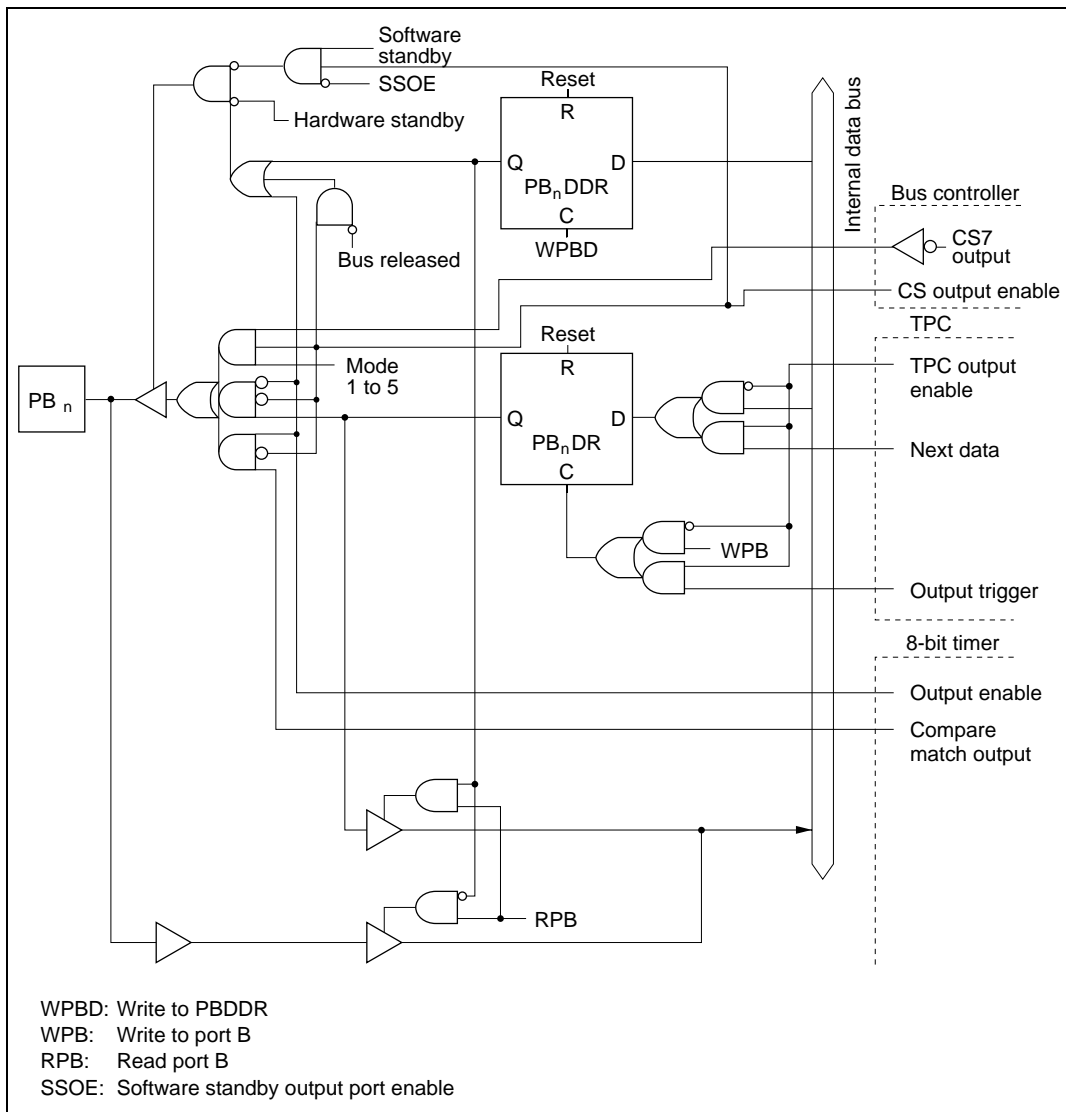 Software
standby
SSOE
Hardware standby
Reset
R
Q
D
PBnDDR
C
WPBD
Bus released
Internal data bus
Bus controller
CS7
output
CS output enable
TPC
Reset
R
Mode
1 to 5
TPC output
enable
PB n
Q
D
PBnDR
C
Next data
WPB
Output trigger
8-bit timer
Output enable
Compare
match output
RPB
WPBD: Write to PBDDR
WPB: Write to port B
RPB: Read port B
SSOE: Software standby output port enable